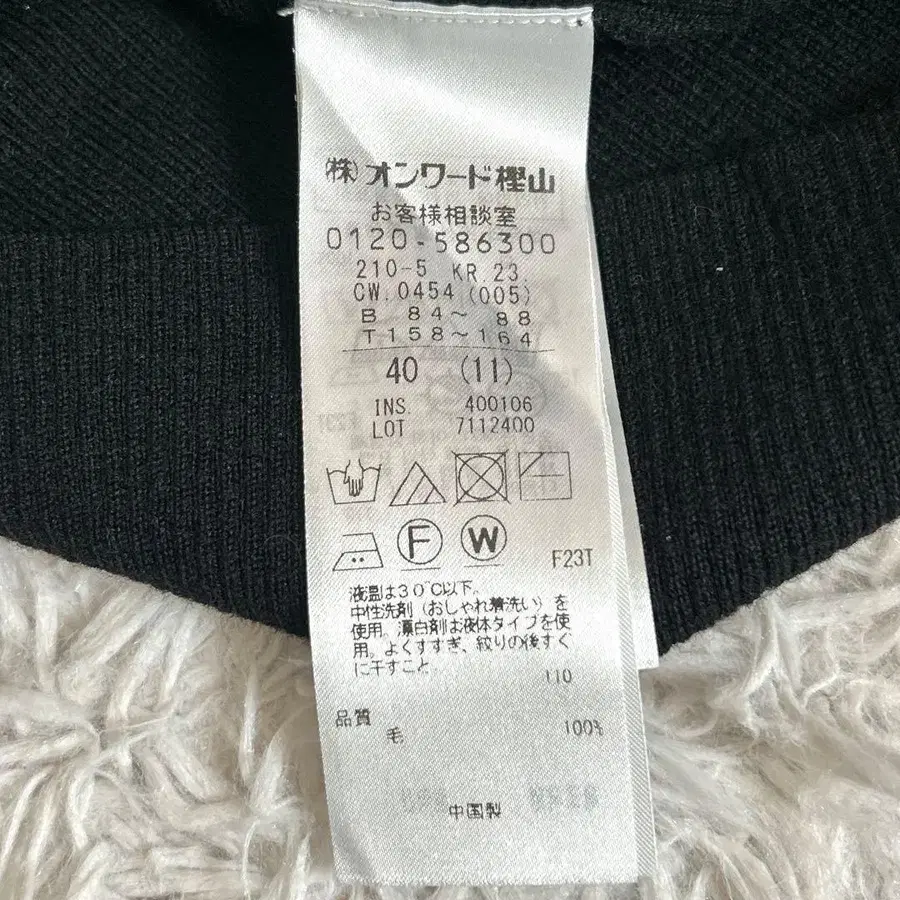 (株)オンワード樫山
お客様相談室
0120-586300
210-5 KR 23
CW.0454 (005)
B 84～ 88
T158～164
40 (11)
INS. 400106
LOT 7112400
F W F23T
液温は30℃以下。
中性洗剤（おしゃれ着洗い）を
使用。漂白剤は液体タイプを使
用。よくすすぎ、絞りの後すぐ
に干すこと。
110
品質
毛 100%
中国製